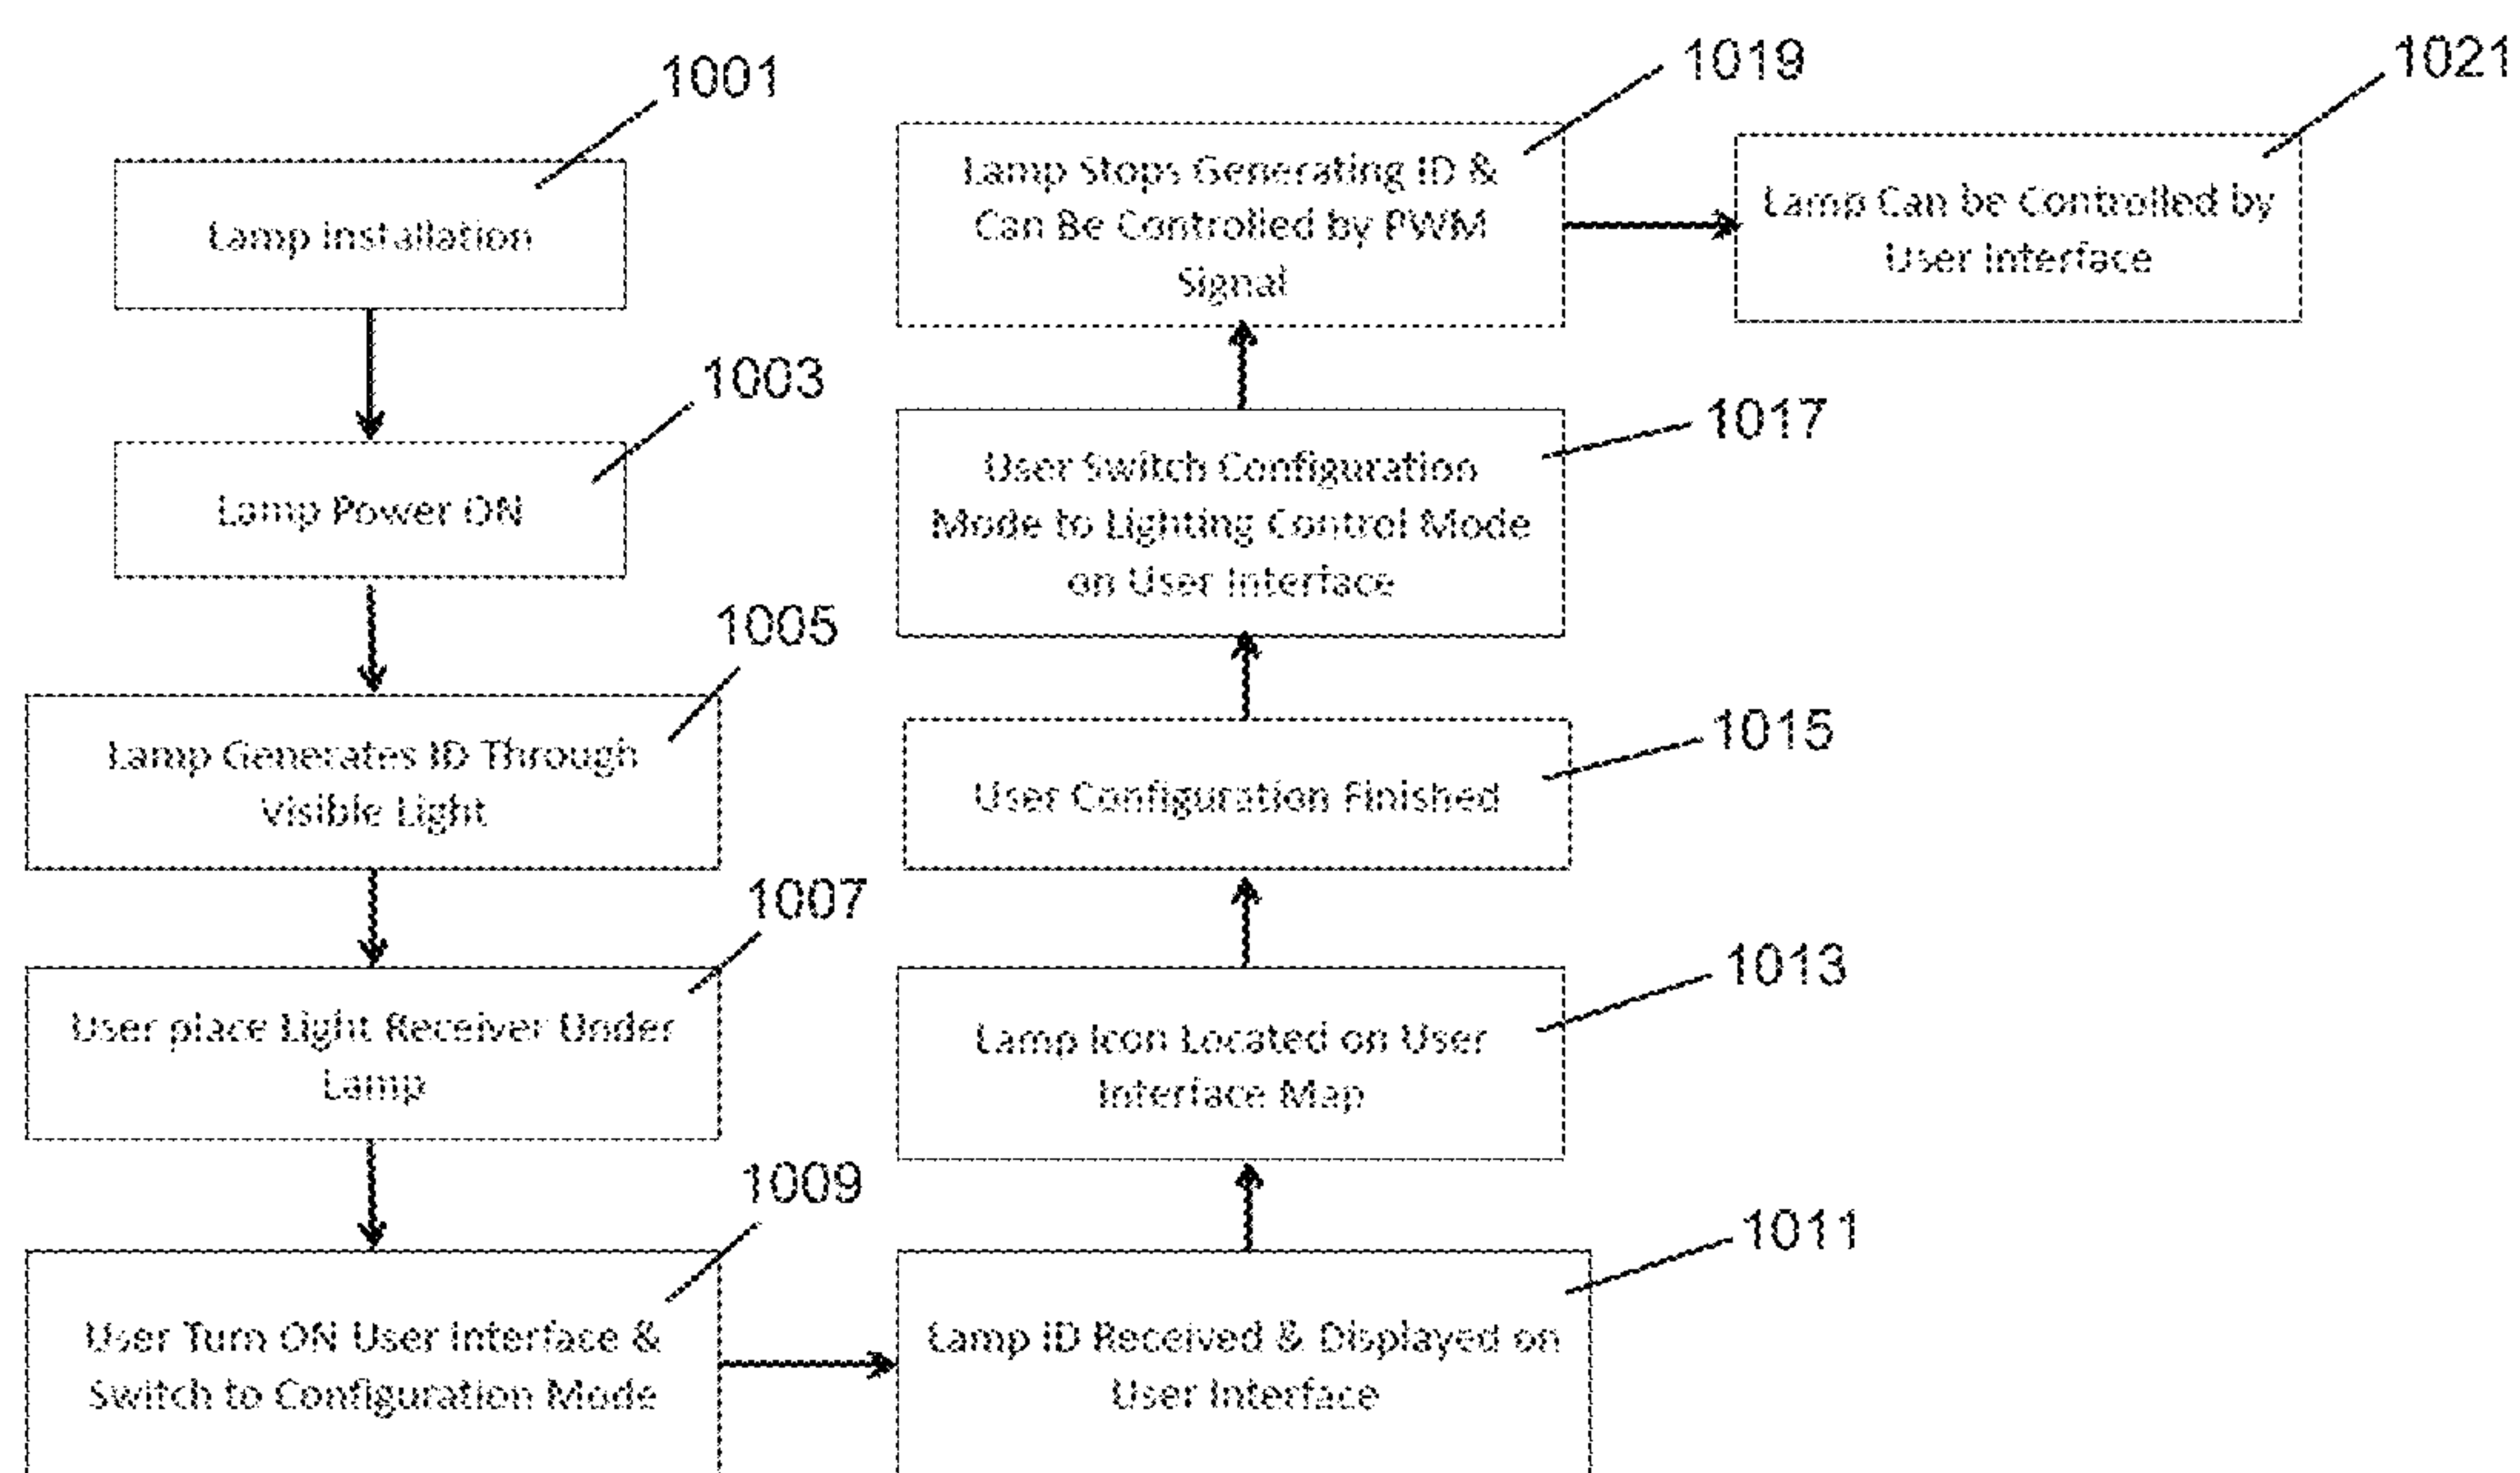 1001
Lamp Installation
1003
Lamp Power ON
1005
Lamp Generates ID Through
Visible Light
1007
User place Light Receiver Under
Lamp
1009
User Turn ON User Interface &
Switch to Configuration Mode
1011
Lamp ID Received & Displayed on
User Interface
1013
Lamp Icon Located on User
Interface Map
1015
User Configuration Finished
1017
User Switch Configuration
Mode to Lighting Control Mode
on User Interface
1019
Lamp Stops Generating ID &
Can Be Controlled by PWM
Signal
1021
Lamp Can be Controlled by
User Interface